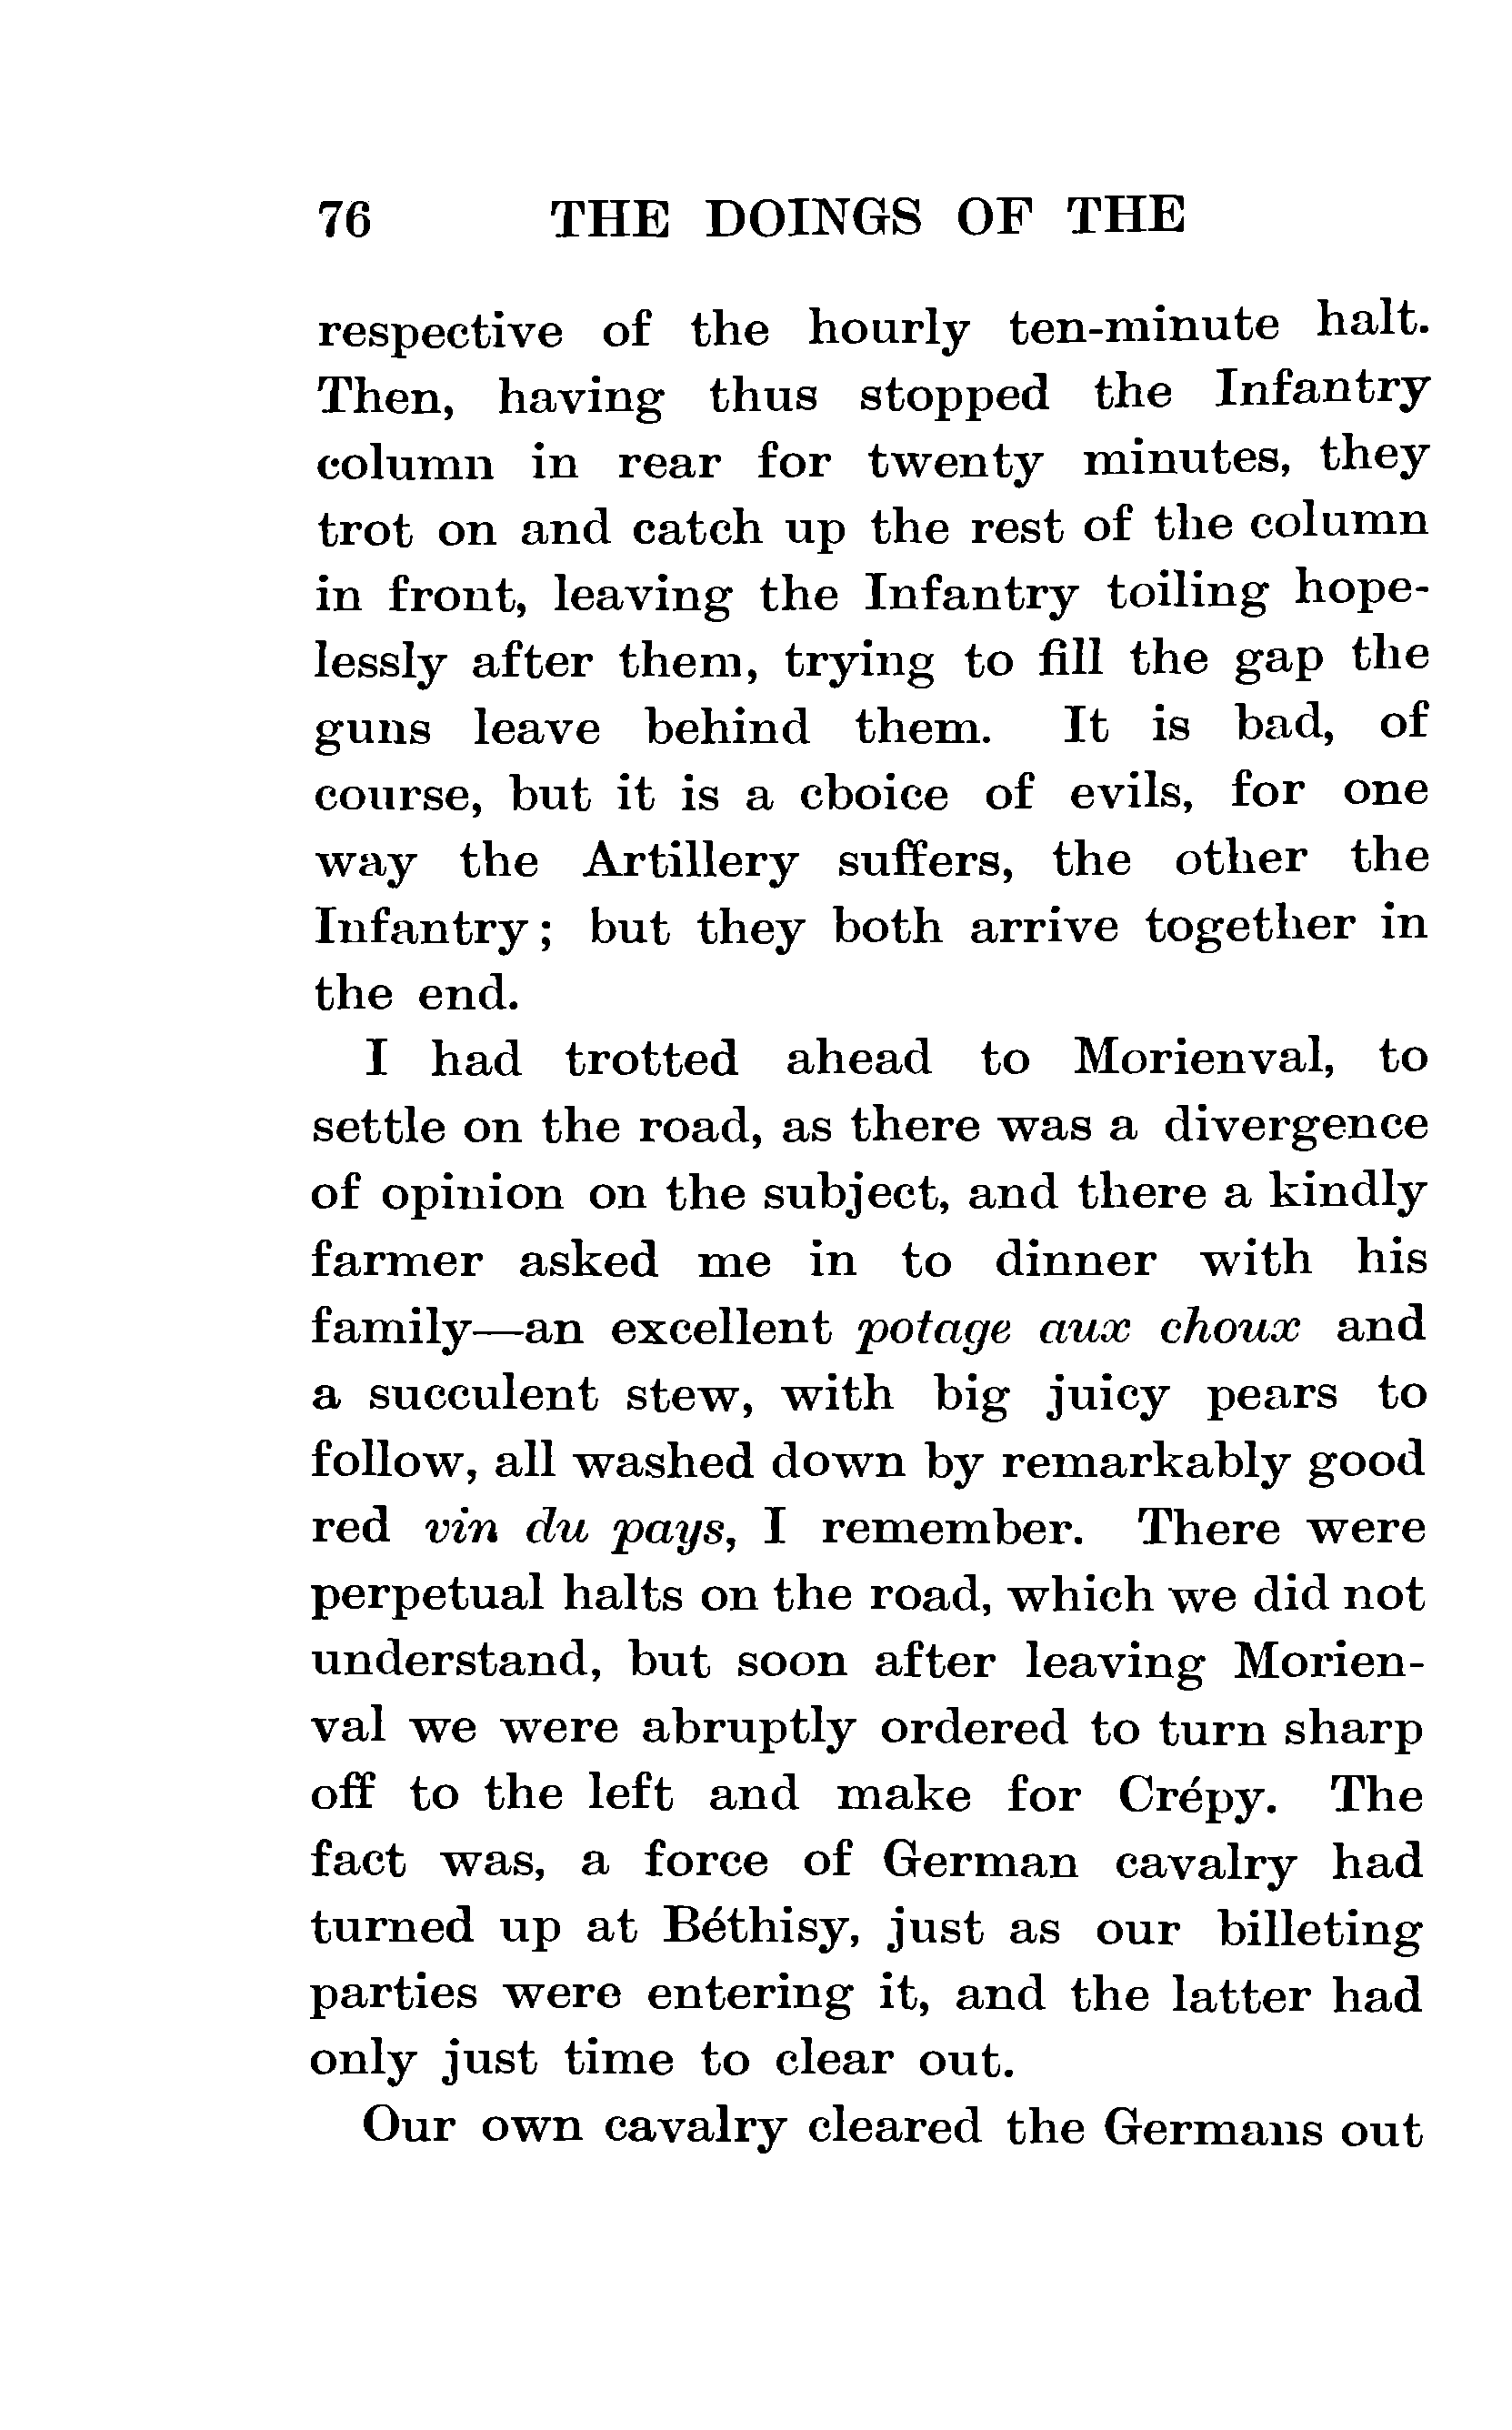 76 THE DOINGS OF THE
respective of the hourly ten-minute halt.
Then, having thus stopped the Infantry
column in rear for twenty minutes, they
trot on and catch up the rest of the column
in front, leaving the Infantry toiling hope-
lessly after them, trying to fill the gap the
guns leave behind them. It is bad, of
course, but it is a cboice of evils, for one
way the Artillery suffers, the other the
Infantry; but they both arrive together in
the end.
I had trotted ahead to Morienval, to
settle on the road, as there was a divergence
of opinion on the subject, and there a kindly
farmer asked me in to dinner with his
family—an excellent potage aux choux and
a succulent stew, with big juicy pears to
follow, all washed down by remarkably good
red vin du pays, I remember. There were
perpetual halts on the road, which we did not
understand, but soon after leaving Morien-
val we were abruptly ordered to turn sharp
off to the left and make for Crépy. The
fact was, a force of German cavalry had
turned up at Béthisy, just as our billeting
parties were entering it, and the latter had
only just time to clear out.
Our own cavalry cleared the Germans out